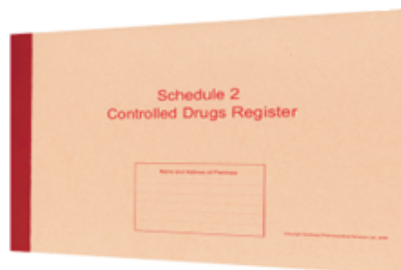 Schedule 2
Controlled Drugs Register
Name and Address of Premises